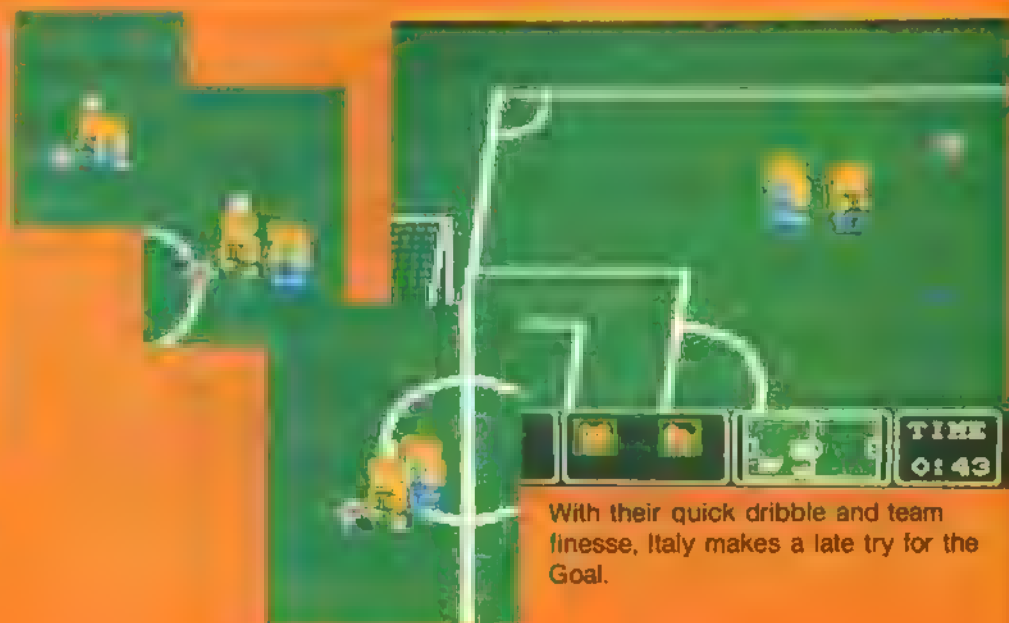 TIME
0:43
With their quick dribble and team
finesse, Italy makes a late try for the
Goal.